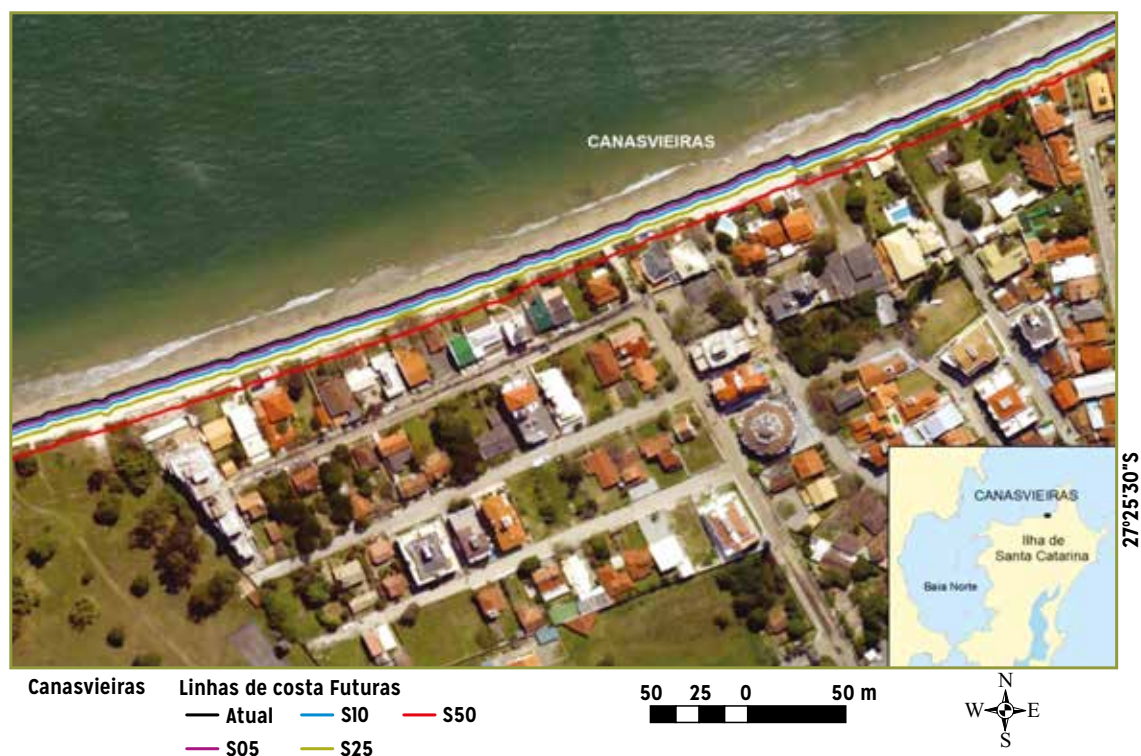 CANASVIEIRAS
27°25'30"S
CANASVIEIRAS
Ilha de
Santa Catarina
Baia Norte
Canasvieiras
Linhas de costa Futuras
Atual
S10
S50
S05
S25
50 25 0 50 m
N
W E
S